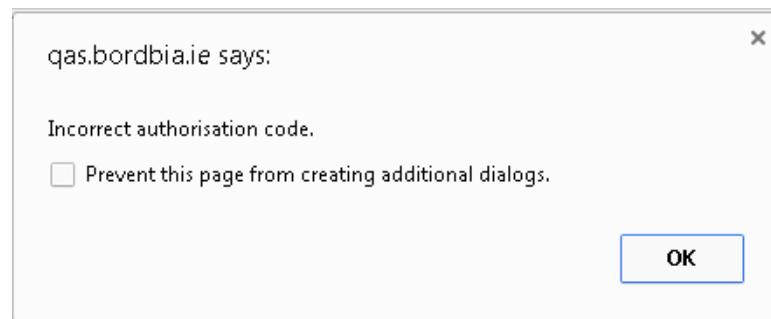 qas.bordbia.ie says:
Incorrect authorisation code.
Prevent this page from creating additional dialogs.
OK